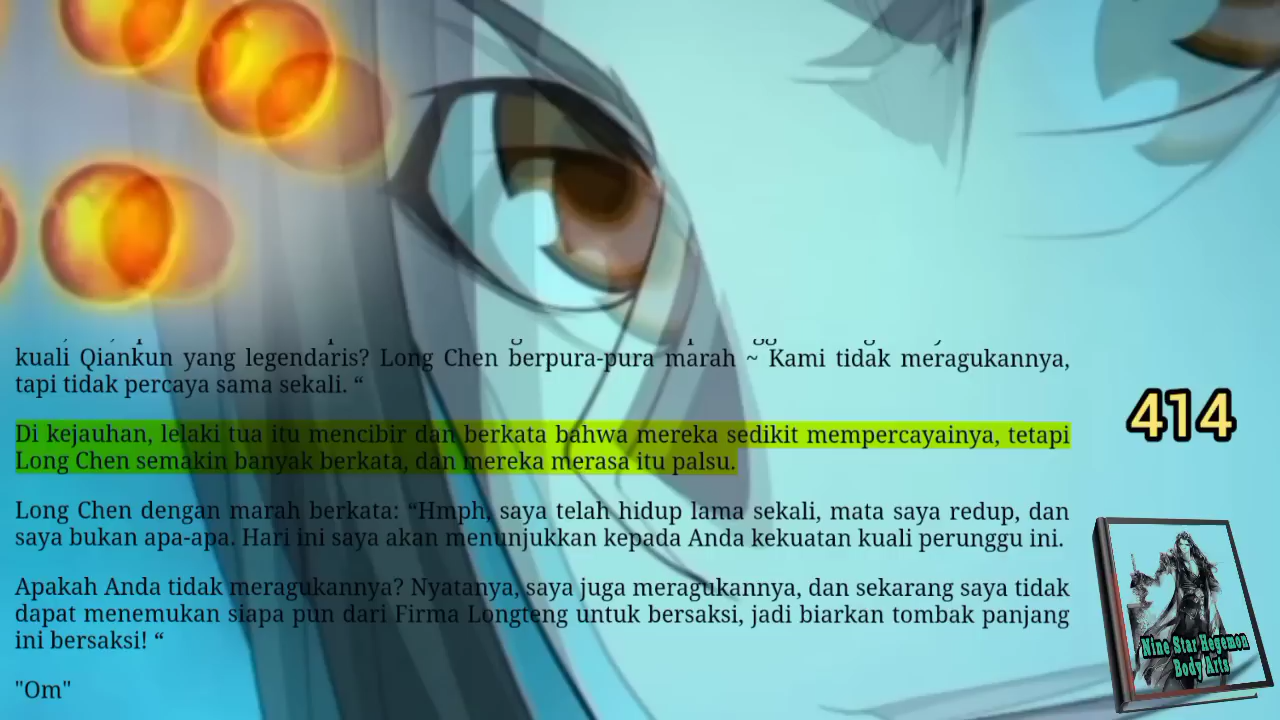 kuali Qiankun yang legendaris? Long Chen berpura-pura marah ~ Kami tidak meragukannya,
tapi tidak percaya sama sekali. “
Di kejauhan, lelaki tua itu mencibir dan berkata bahwa mereka sedikit mempercayainya, tetapi
Long Chen semakin banyak berkata, dan mereka merasa itu palsu.
Long Chen dengan marah berkata: “Hmph, saya telah hidup lama sekali, mata saya redup, dan
saya bukan apa-apa. Hari ini saya akan menunjukkan kepada Anda kekuatan kuali perunggu ini.
Apakah Anda tidak meragukannya? Nyatanya, saya juga meragukannya, dan sekarang saya tidak
dapat menemukan siapa pun dari Firma Longteng untuk bersaksi, jadi biarkan tombak panjang
ini bersaksi! “
"Om"
414
Nine Star Hegemon
Body Arts